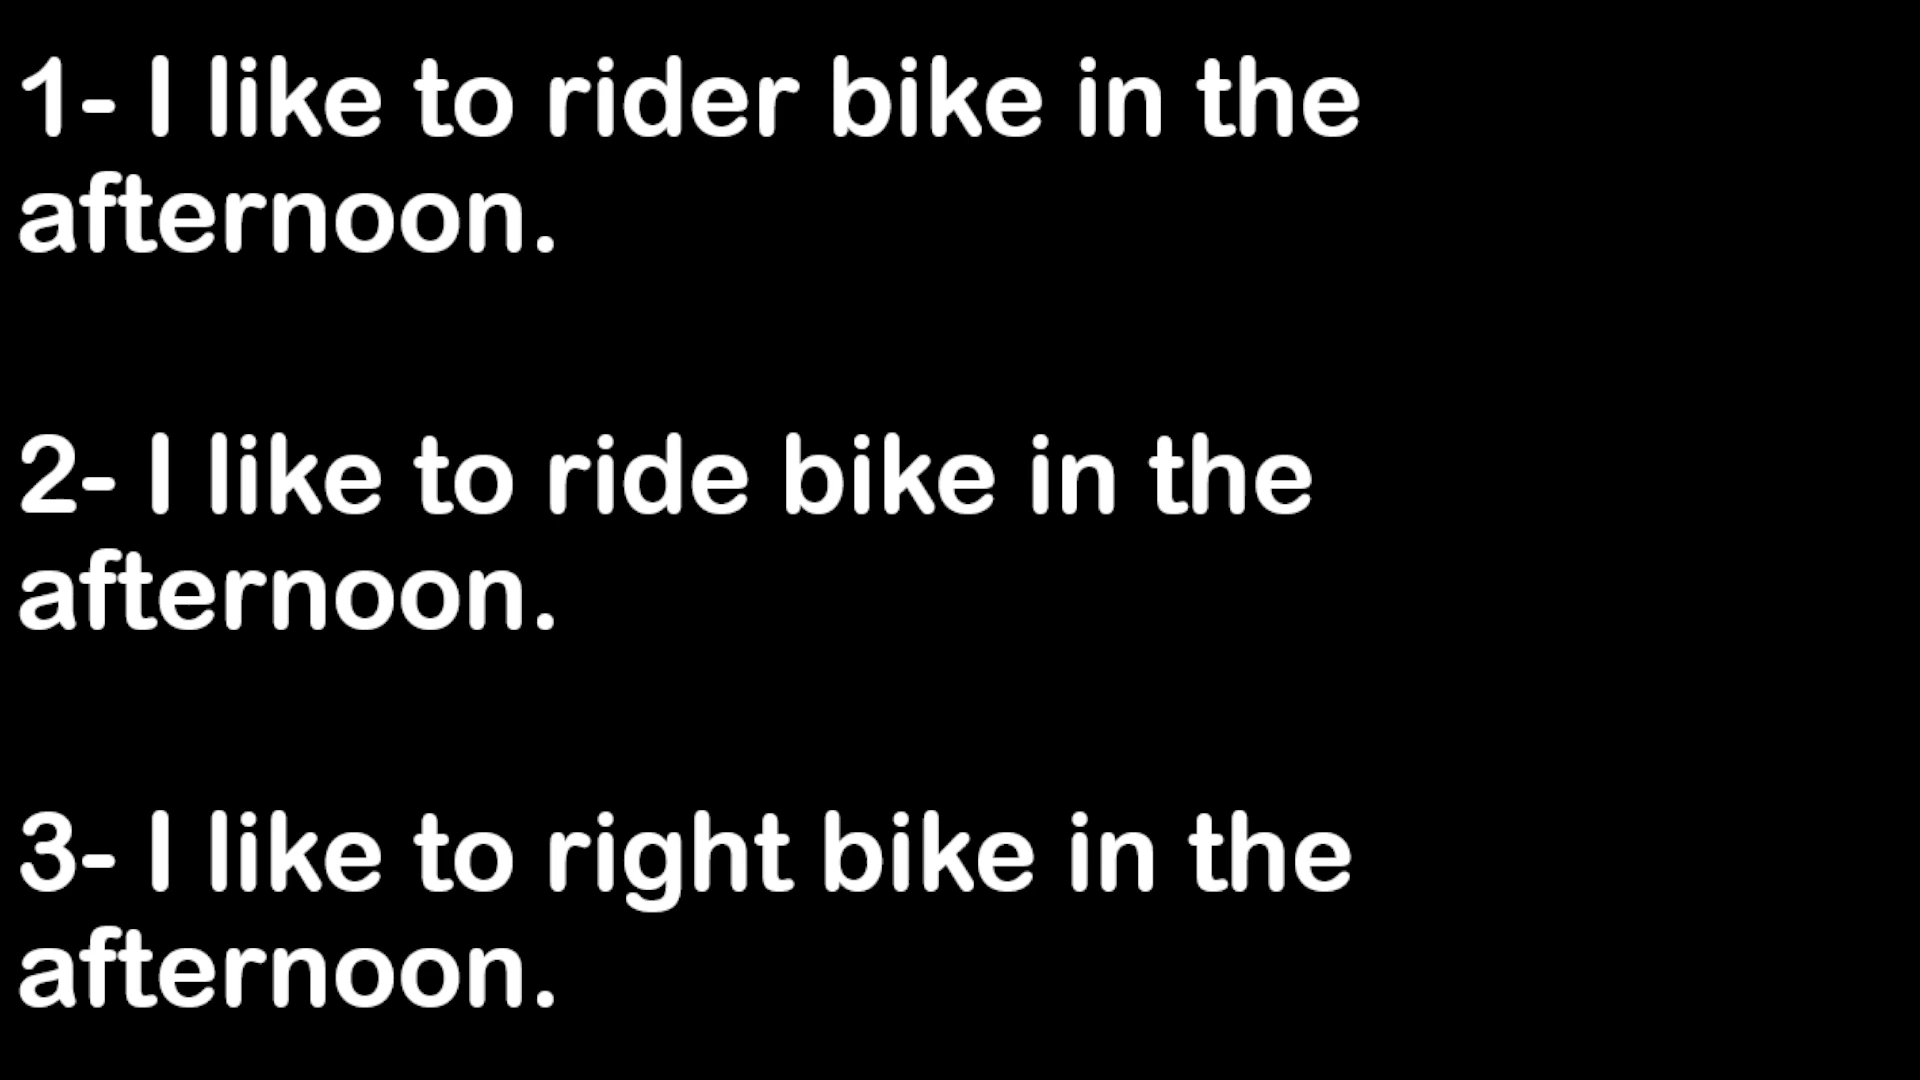 1- I like to rider bike in the
afternoon.
2- I like to ride bike in the
afternoon.
3- I like to right bike in the
afternoon.